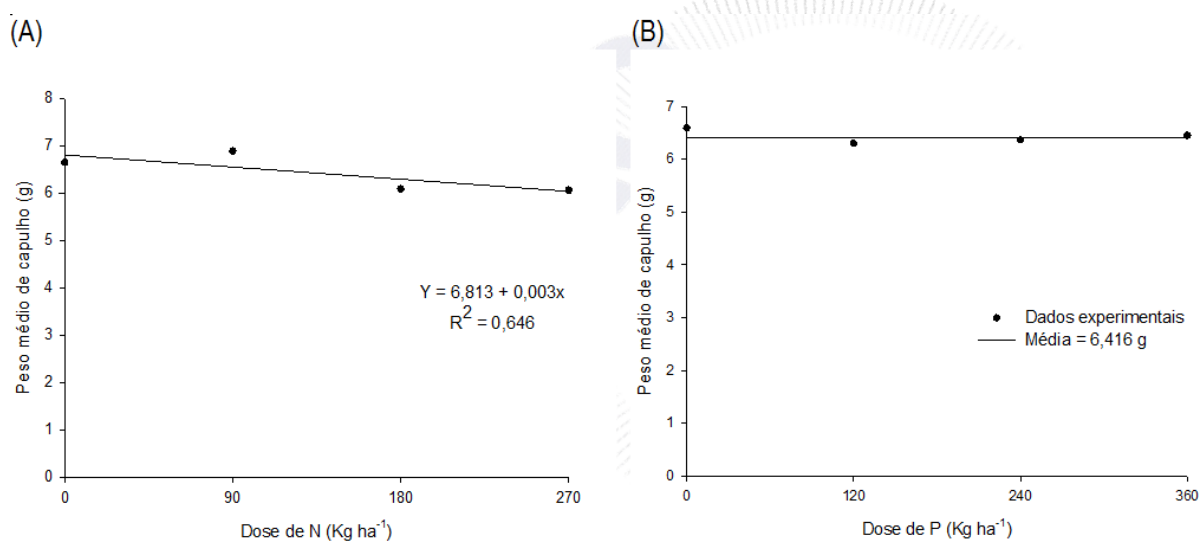 (A)
8
7
6
5
4
3
2
1
0
Peso médio de capulho (g)
Y = 6,813 + 0,003x
R² = 0,646
0 90 180 270
Dose de N (Kg ha⁻¹)
(B)
7
6
5
4
3
2
1
0
Peso médio de capulho (g)
Dados experimentais
Média = 6,416 g
0 120 240 360
Dose de P (Kg ha⁻¹)